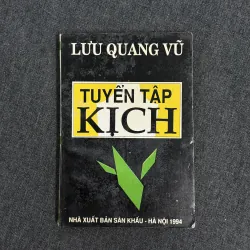 LƯU QUANG VŨ
TUYỂN TẬP
KỊCH
NHÀ XUẤT BẢN SÂN KHẤU - HÀ NỘI 1994